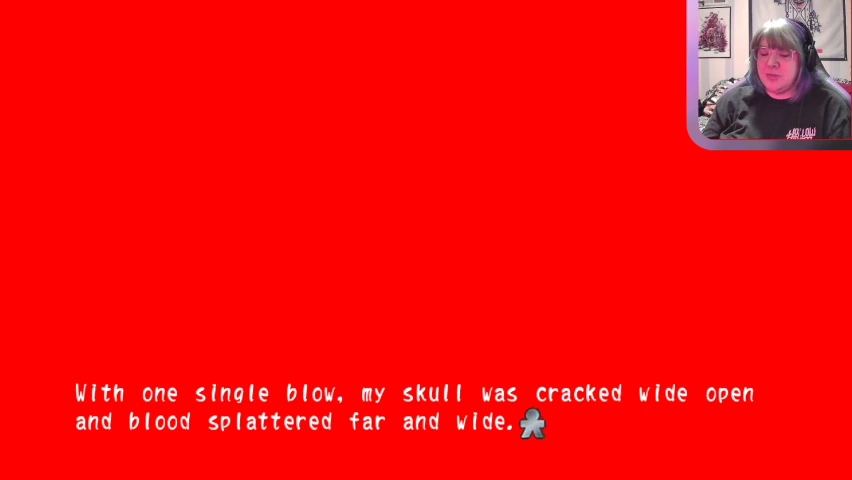 With one single blow, my skull was cracked wide open
and blood splattered far and wide.